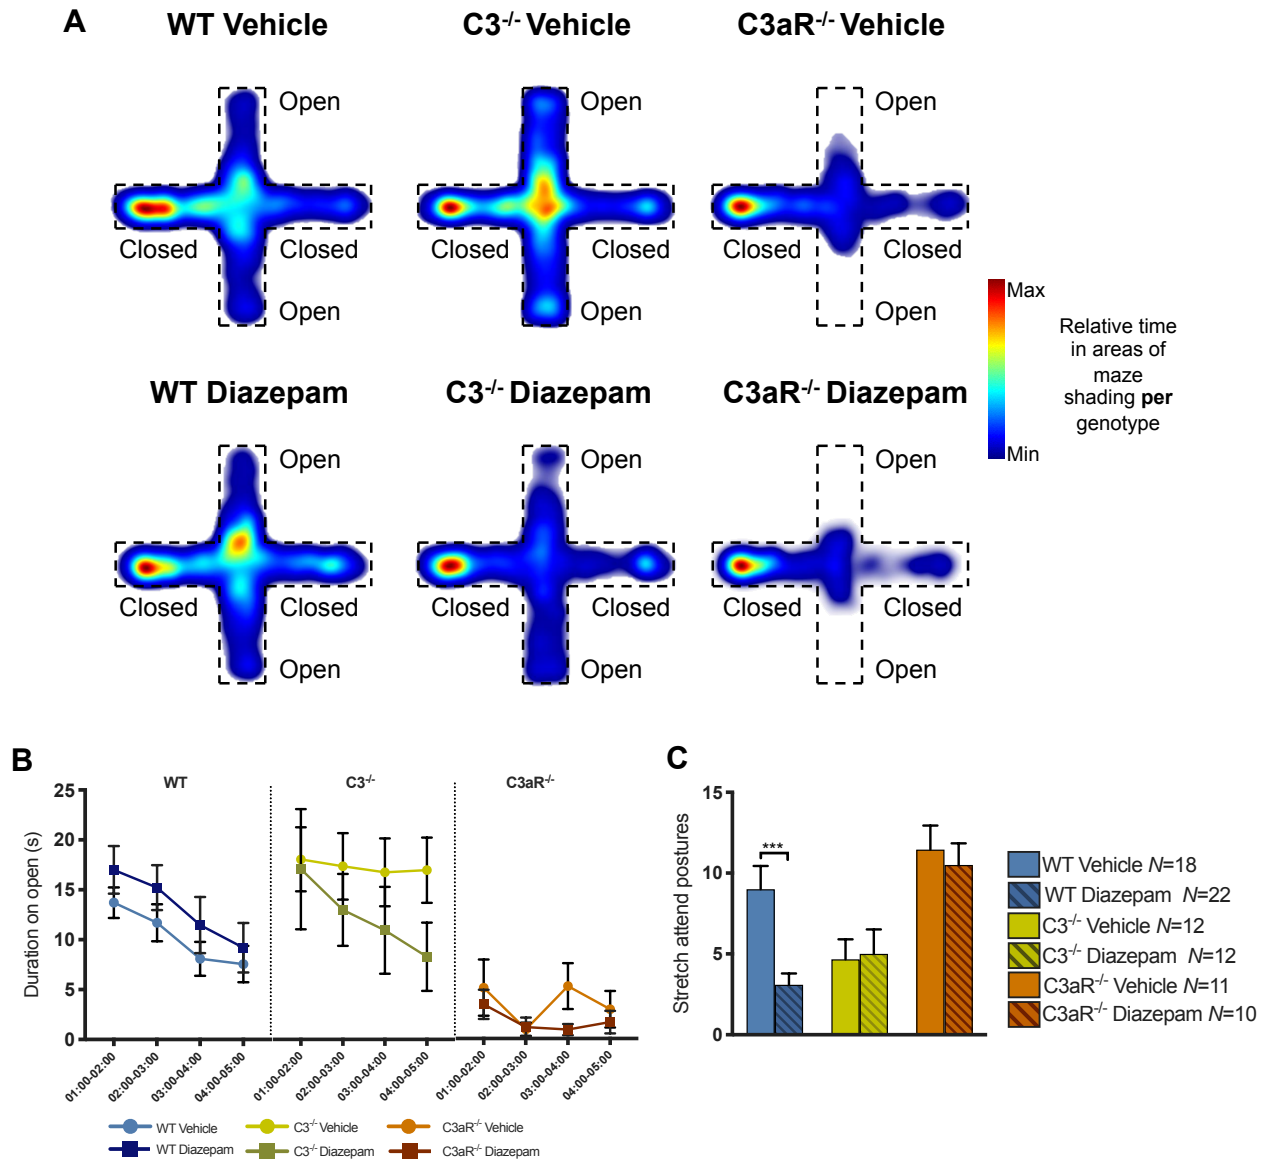 A
WT Vehicle
C3-/- Vehicle
C3aR-/- Vehicle
Open
Open
Open
Closed
Closed
Closed
Closed
Closed
Closed
Open
Open
Open
Max
Min
Relative time
in areas of
maze
shading per
genotype
WT Diazepam
C3-/- Diazepam
C3aR-/- Diazepam
Open
Open
Open
Closed
Closed
Closed
Closed
Closed
Closed
Open
Open
Open
B
WT
C3-/-
C3aR-/-
Duration on open (s)
25
20
15
10
5
0
01:00-02:00
02:00-03:00
03:00-04:00
04:00-05:00
01:00-02:00
02:00-03:00
03:00-04:00
04:00-05:00
01:00-02:00
02:00-03:00
03:00-04:00
04:00-05:00
WT Vehicle
C3-/- Vehicle
C3aR-/- Vehicle
WT Diazepam
C3-/- Diazepam
C3aR-/- Diazepam
C
Stretch attend postures
15
10
5
0
***
WT Vehicle N=18
WT Diazepam N=22
C3-/- Vehicle N=12
C3-/- Diazepam N=12
C3aR-/- Vehicle N=11
C3aR-/- Diazepam N=10